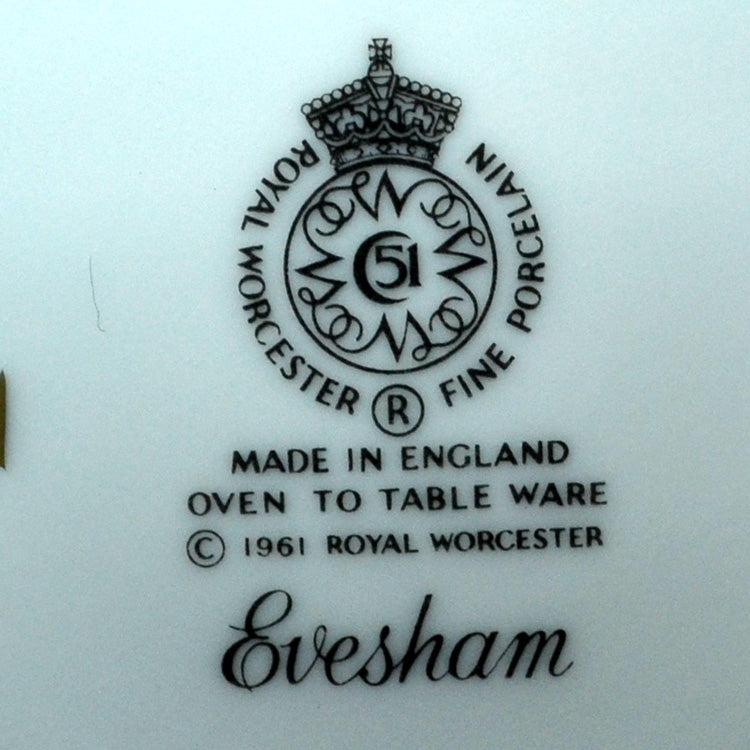 ROYAL WORCESTER FINE PORCELAIN
51
®
MADE IN ENGLAND
OVEN TO TABLE WARE
© 1961 ROYAL WORCESTER
Evesham